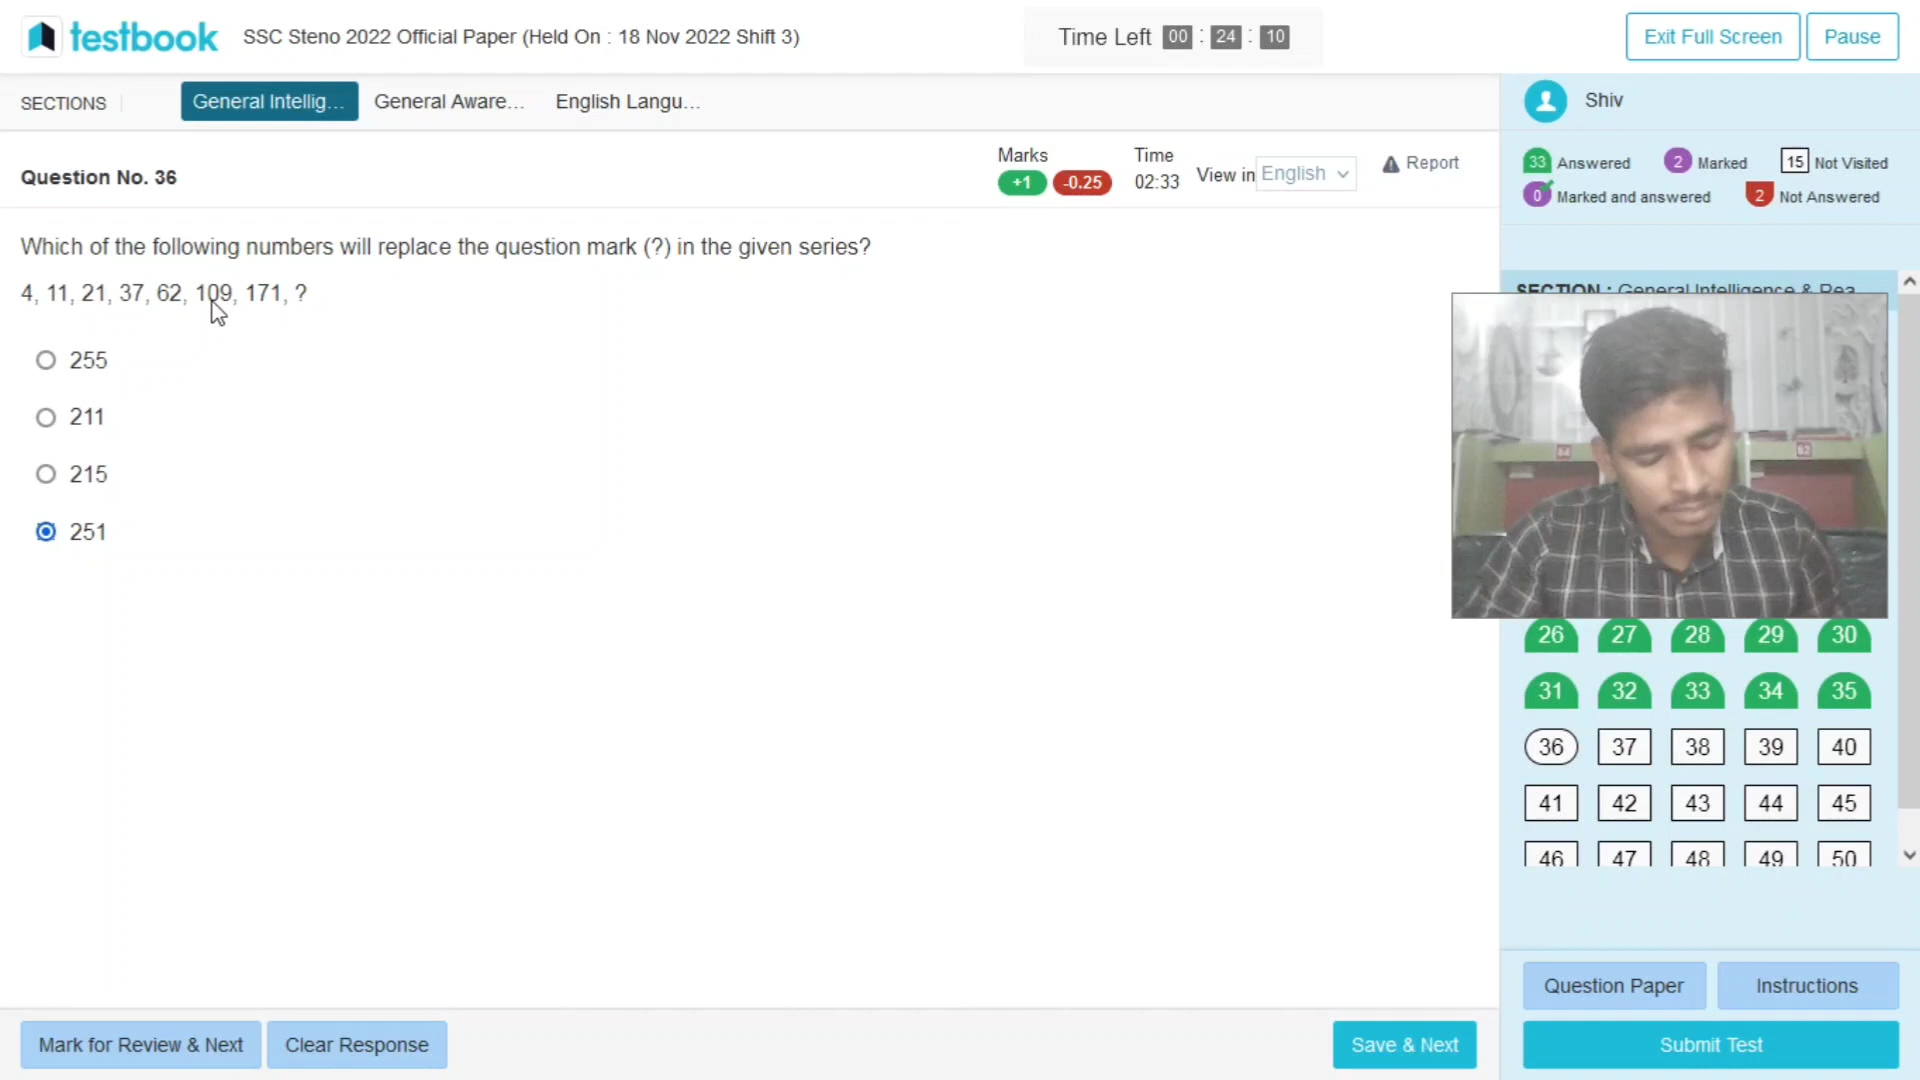 testbook SSC Steno 2022 Official Paper (Held On : 18 Nov 2022 Shift 3) Time Left 00 : 24 : 10 Exit Full Screen Pause
SECTIONS General Intellig... General Aware... English Langu...
Shiv
Question No. 36
Marks
+1 -0.25
Time
02:33
View in English
Report
33 Answered 2 Marked 15 Not Visited
0 Marked and answered 2 Not Answered
Which of the following numbers will replace the question mark (?) in the given series?
4, 11, 21, 37, 62, 109, 171, ?
255
211
215
251
SECTION : General Intelligence & Rea
26 27 28 29 30
31 32 33 34 35
36 37 38 39 40
41 42 43 44 45
46 47 48 49 50
Question Paper Instructions
Mark for Review & Next Clear Response Save & Next Submit Test